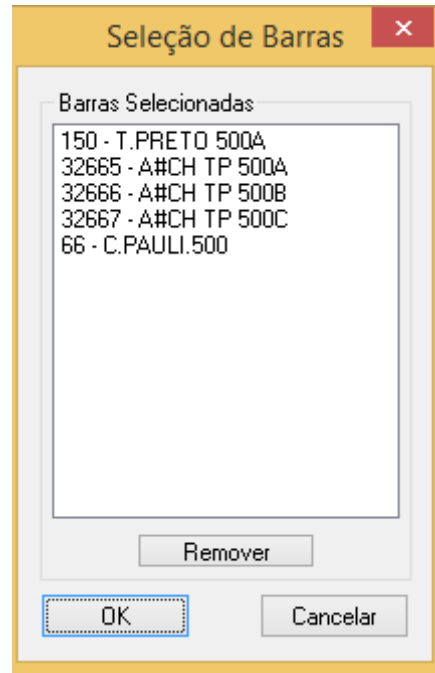 Seleção de Barras
Barras Selecionadas
150 - T.PRETO 500A
32665 - A#CH TP 500A
32666 - A#CH TP 500B
32667 - A#CH TP 500C
66 - C.PAULI.500
Remover
OK
Cancelar